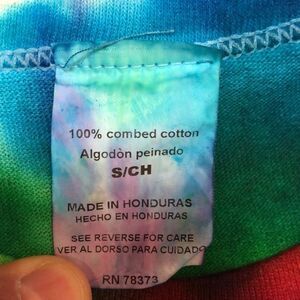 100% combed cotton
Algodòn peinado
S/CH
MADE IN HONDURAS
HECHO EN HONDURAS
SEE REVERSE FOR CARE
VER AL DORSO PARA CUIDADO
RN 78373